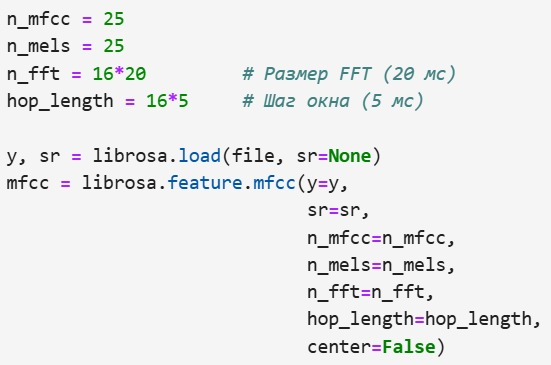 n_mfcc = 25
n_mels = 25
n_fft = 16*20         # Размер FFT (20 мс)
hop_length = 16*5     # Шаг окна (5 мс)

y, sr = librosa.load(file, sr=None)
mfcc = librosa.feature.mfcc(y=y,
                            sr=sr,
                            n_mfcc=n_mfcc,
                            n_mels=n_mels,
                            n_fft=n_fft,
                            hop_length=hop_length,
                            center=False)